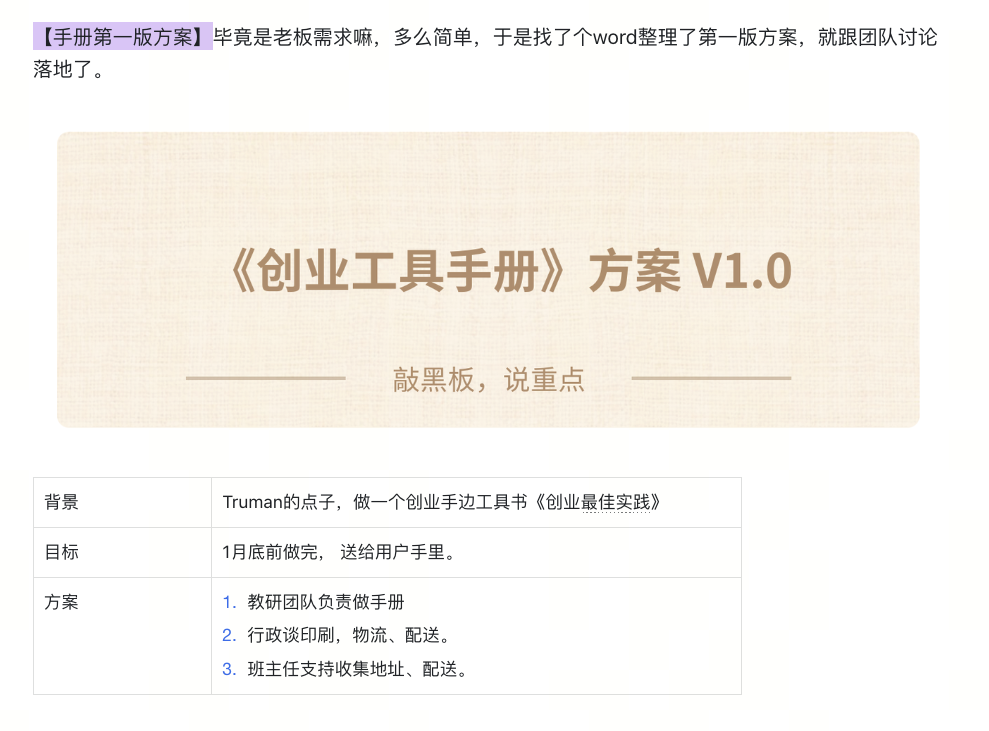 【手册第一版方案】毕竟是老板需求嘛，多么简单，于是找了个word整理了第一版方案，就跟团队讨论
落地了。
《创业工具手册》方案 V1.0
敲黑板，说重点
背景
Truman的点子，做一个创业手边工具书《创业最佳实践》
目标
1月底前做完， 送给用户手里。
方案
1. 教研团队负责做手册
2. 行政谈印刷，物流、配送。
3. 班主任支持收集地址、配送。